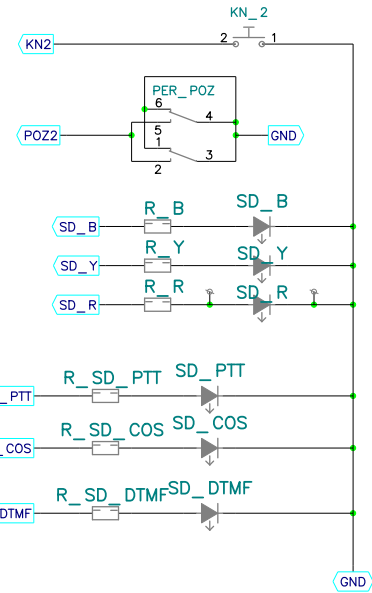 KN_2
KN2
2
1
PER_POZ
6
4
POZ2
5
GND
1
3
2
SD_B
R_B
SD_B
R_Y
SD_Y
SD_Y
R_R
SD_R
SD_R
R_SD_PTT
SD_PTT
_PTT
R_SD_COS
SD_COS
_COS
R_SD_DTMF
SD_DTMF
DTMF
GND